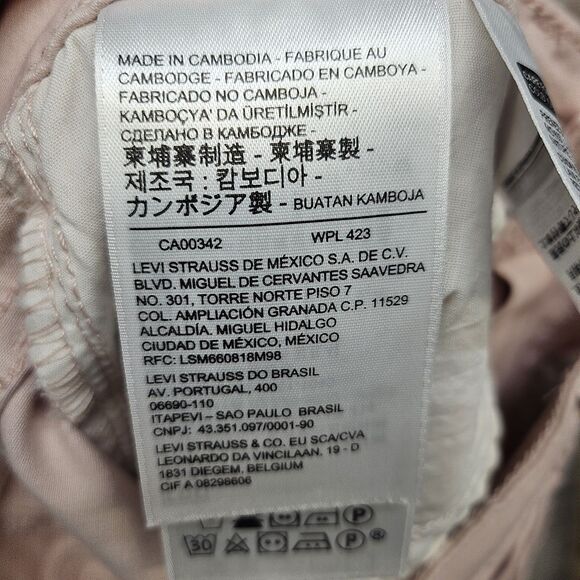 MADE IN CAMBODIA - FABRIQUE AU
CAMBODGE - FABRICADO EN CAMBOYA -
FABRICADO NO CAMBOJA -
KAMBOÇYA' DA ÜRETİLMİŞTİR -
СДЕЛАНО В КАМБОДЖЕ -
柬埔寨制造 - 柬埔寨製 -
제조국 : 캄보디아 -
カンボジア製 - BUATAN KAMBOJA
CA00342 WPL 423
LEVI STRAUSS DE MÉXICO S.A. DE C.V.
BLVD. MIGUEL DE CERVANTES SAAVEDRA
NO. 301, TORRE NORTE PISO 7
COL. AMPLIACIÓN GRANADA C.P. 11529
ALCALDÍA. MIGUEL HIDALGO
CIUDAD DE MÉXICO, MÉXICO
RFC: LSM660818M98
LEVI STRAUSS DO BRASIL
AV. PORTUGAL, 400
06690-110
ITAPEVI – SAO PAULO BRASIL
CNPJ: 43.351.097/0001-90
LEVI STRAUSS & CO. EU SCA/CVA
LEONARDO DA VINCILAAN. 19 - D
1831 DIEGEM, BELGIUM
CIF A 08298606
30 P